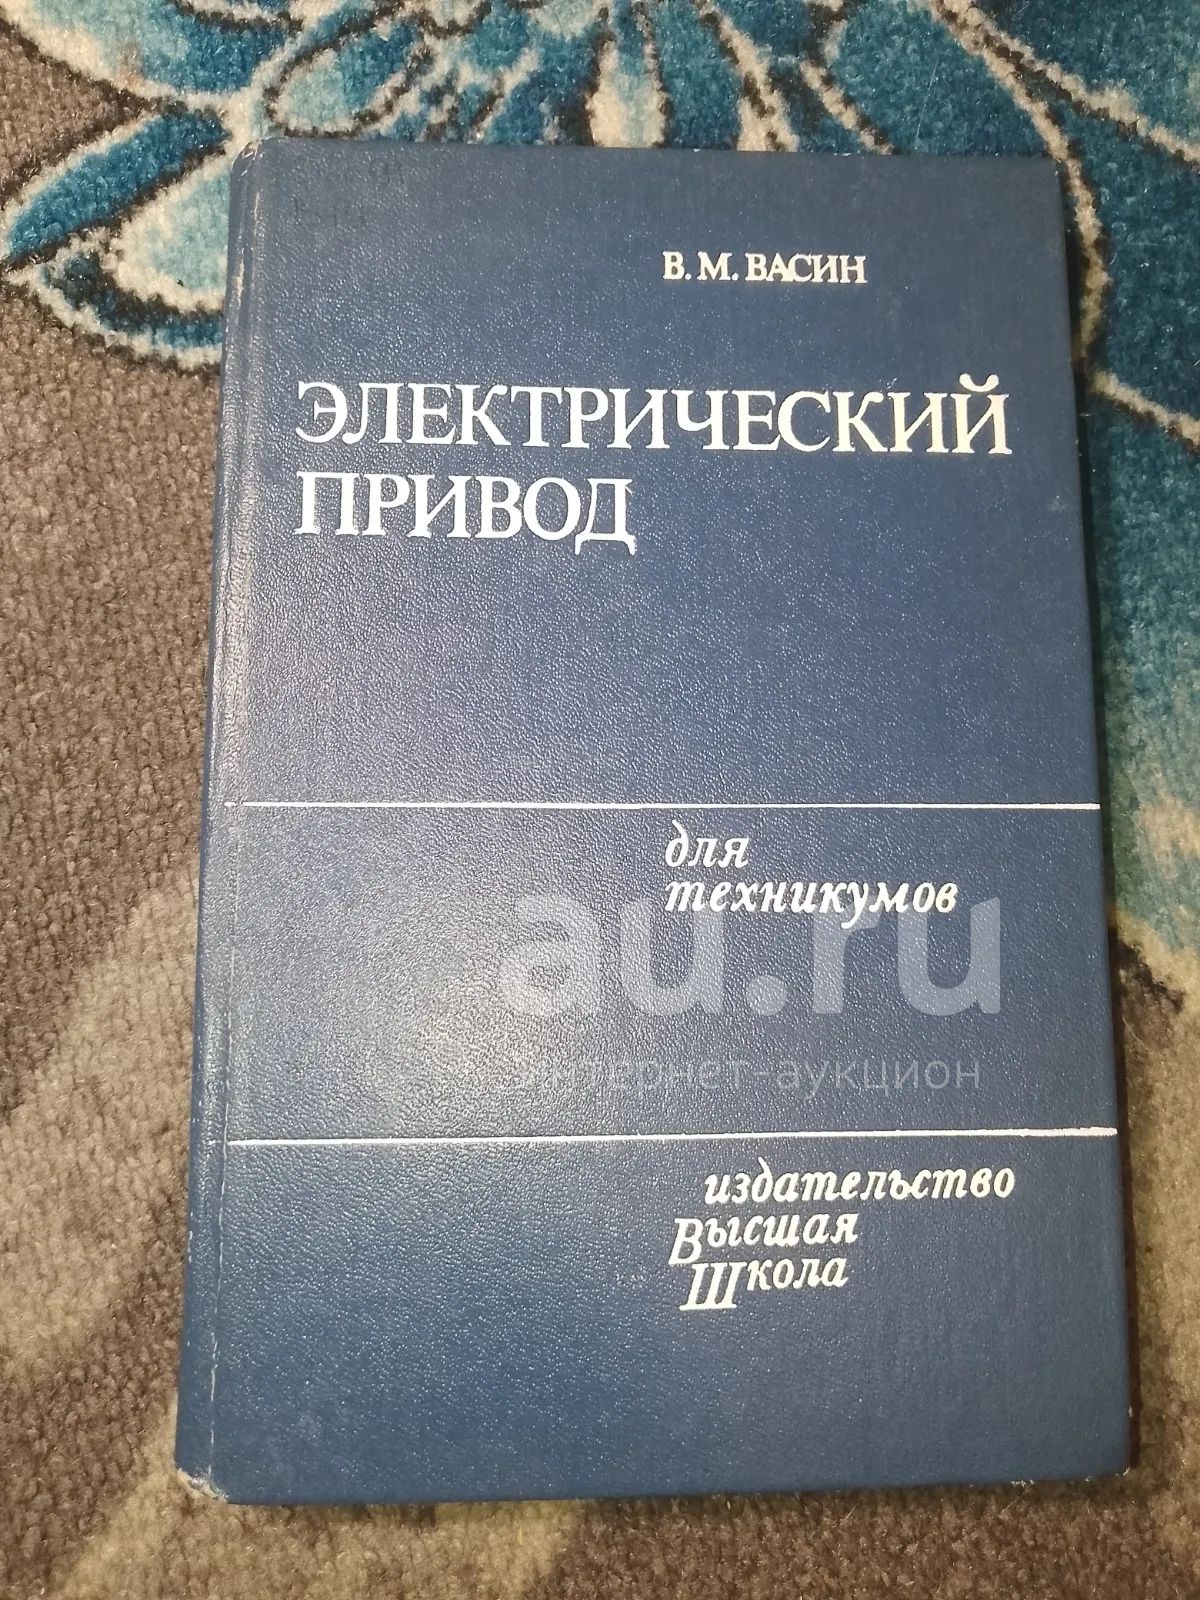 В. М. ВАСИН
ЭЛЕКТРИЧЕСКИЙ
ПРИВОД
для
техникумов
au.ru
интернет-аукцион
издательство
Высшая
Школа